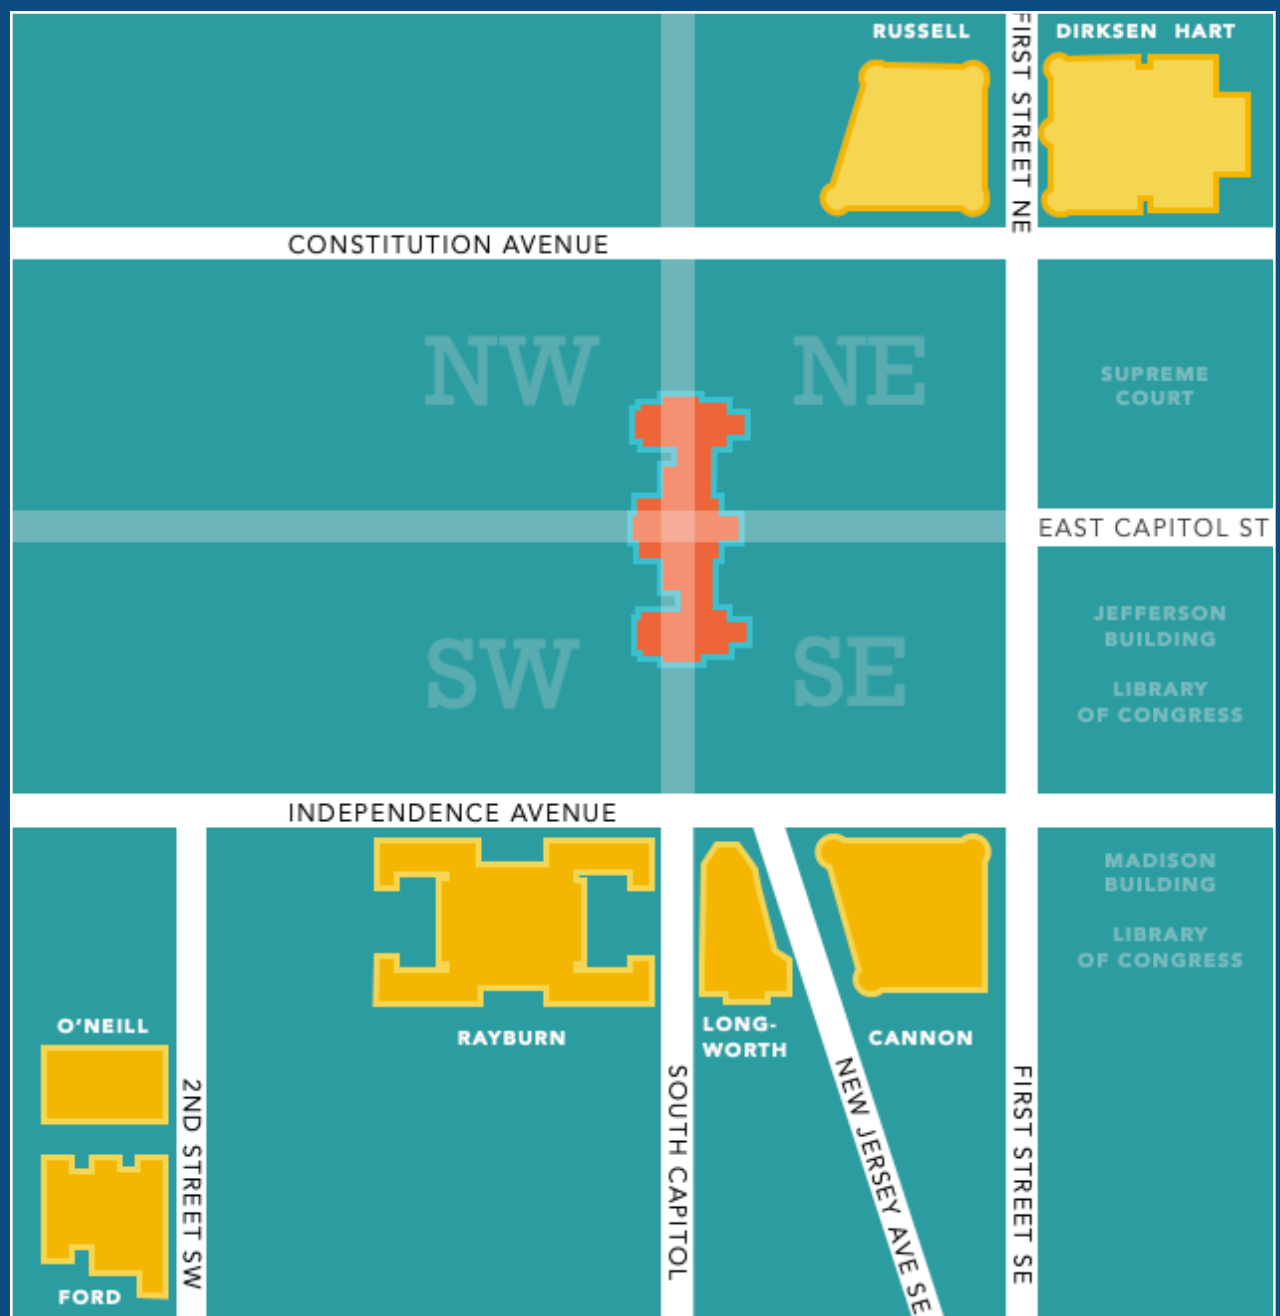 RUSSELL
FIRST STREET NE
DIRKSEN HART
CONSTITUTION AVENUE
NW
NE
SUPREME
COURT
EAST CAPITOL ST
SW
SE
JEFFERSON
BUILDING
LIBRARY
OF CONGRESS
INDEPENDENCE AVENUE
MADISON
BUILDING
LIBRARY
OF CONGRESS
O'NEILL
RAYBURN
LONG-
WORTH
CANNON
2ND STREET SW
SOUTH CAPITOL
NEW JERSEY AVE SE
FIRST STREET SE
FORD